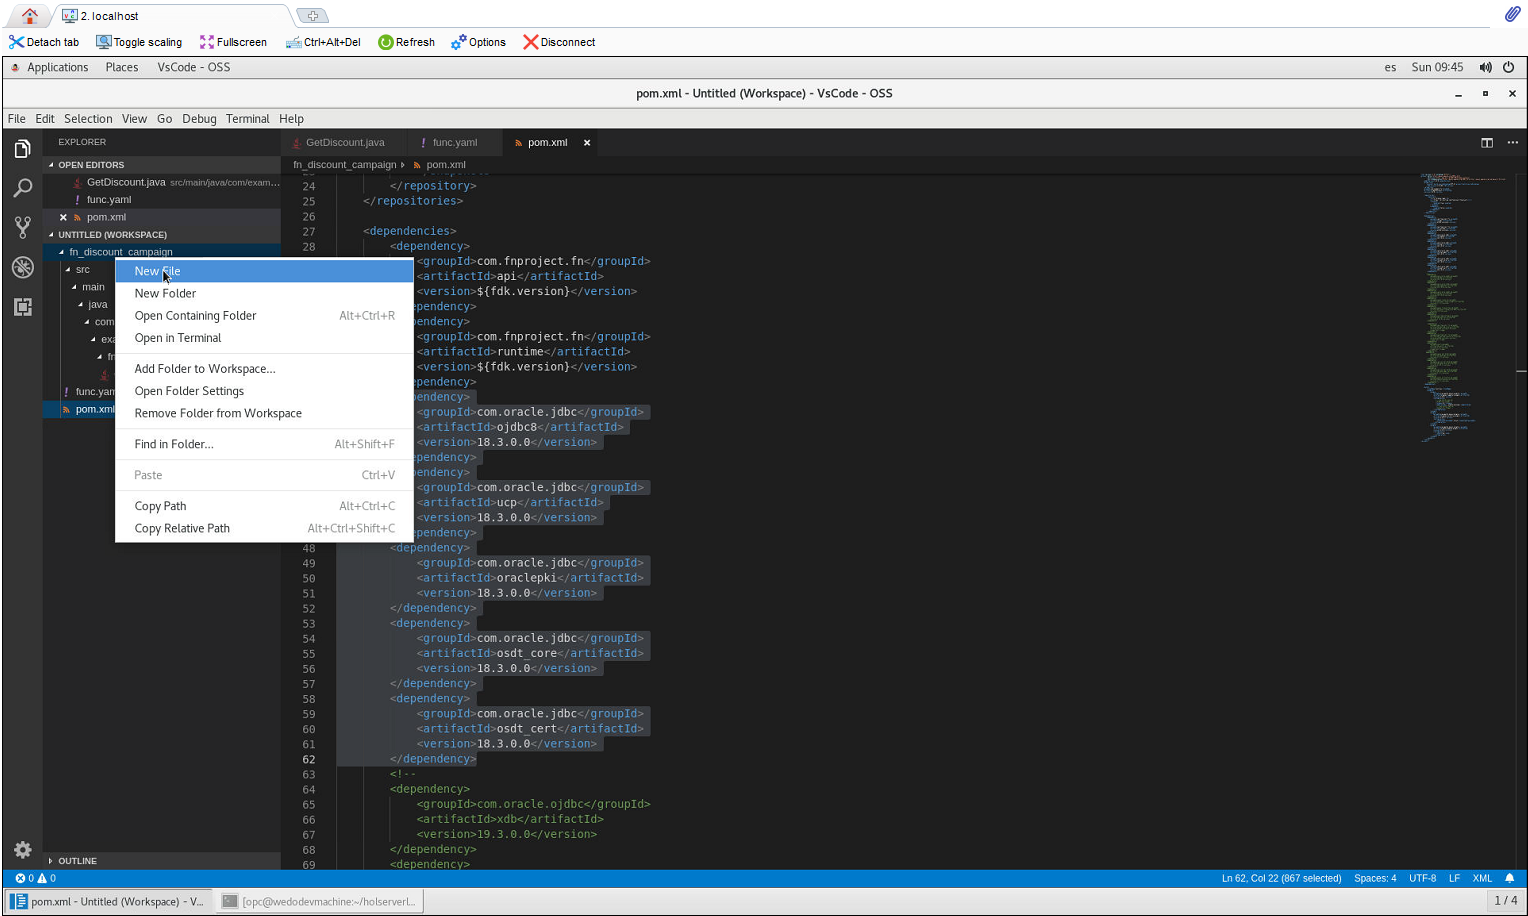 2. localhost
Detach tab Toggle scaling Fullscreen Ctrl+Alt+Del Refresh Options Disconnect
Applications Places VsCode - OSS es Sun 09:45
pom.xml - Untitled (Workspace) - VsCode - OSS
File Edit Selection View Go Debug Terminal Help
EXPLORER
OPEN EDITORS
GetDiscount.java src/main/java/com/exam...
func.yaml
pom.xml
UNTITLED (WORKSPACE)
fn_discount_campaign
src
main
java
com
exa
fn
func.yam
pom.xml
OUTLINE
New File
New Folder
Open Containing Folder Alt+Ctrl+R
Open in Terminal
Add Folder to Workspace...
Open Folder Settings
Remove Folder from Workspace
Find in Folder... Alt+Shift+F
Paste Ctrl+V
Copy Path Alt+Ctrl+C
Copy Relative Path Alt+Ctrl+Shift+C
GetDiscount.java func.yaml pom.xml
fn_discount_campaign pom.xml
24 </repository>
25 </repositories>
26
27 <dependencies>
28 <dependency>
<groupId>com.fnproject.fn</groupId>
<artifactId>api</artifactId>
<version>${fdk.version}</version>
pendency>
endency>
<groupId>com.fnproject.fn</groupId>
<artifactId>runtime</artifactId>
<version>${fdk.version}</version>
pendency>
endency>
<groupId>com.oracle.jdbc</groupId>
<artifactId>ojdbc8</artifactId>
<version>18.3.0.0</version>
pendency>
endency>
<groupId>com.oracle.jdbc</groupId>
<artifactId>ucp</artifactId>
<version>18.3.0.0</version>
ependency>
48 <dependency>
49 <groupId>com.oracle.jdbc</groupId>
50 <artifactId>oraclepki</artifactId>
51 <version>18.3.0.0</version>
52 </dependency>
53 <dependency>
54 <groupId>com.oracle.jdbc</groupId>
55 <artifactId>osdt_core</artifactId>
56 <version>18.3.0.0</version>
57 </dependency>
58 <dependency>
59 <groupId>com.oracle.jdbc</groupId>
60 <artifactId>osdt_cert</artifactId>
61 <version>18.3.0.0</version>
62 </dependency>
63 <!--
64 <dependency>
65 <groupId>com.oracle.ojdbc</groupId>
66 <artifactId>xdb</artifactId>
67 <version>19.3.0.0</version>
68 </dependency>
69 <dependency>
0 0 Ln 62, Col 22 (867 selected) Spaces: 4 UTF-8 LF XML
pom.xml - Untitled (Workspace) - V... [opc@wedodevmachine:~/holserverl... 1 / 4